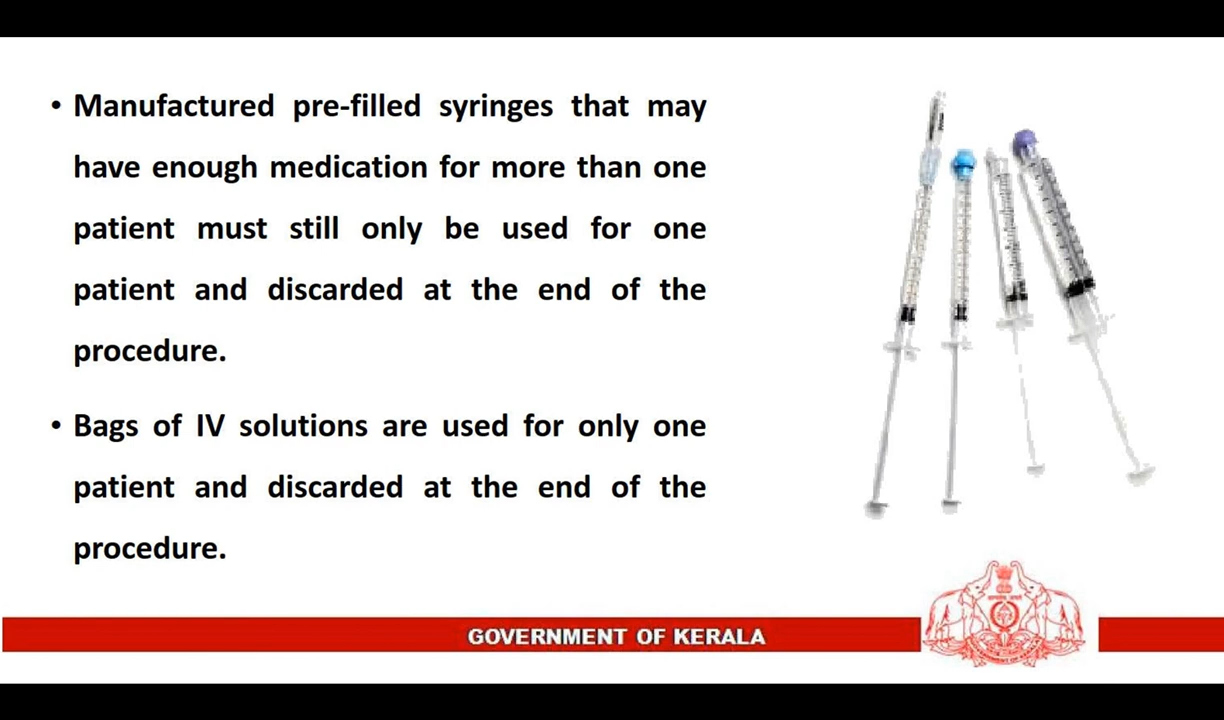 • Manufactured pre-filled syringes that may
have enough medication for more than one
patient must still only be used for one
patient and discarded at the end of the
procedure.
• Bags of IV solutions are used for only one
patient and discarded at the end of the
procedure.
GOVERNMENT OF KERALA